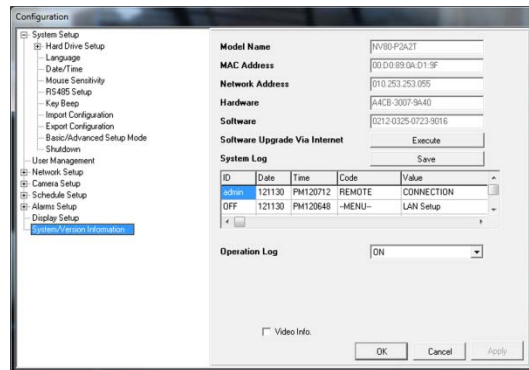 Configuration
System Setup
Hard Drive Setup
Language
Date/Time
Mouse Sensitivity
RS485 Setup
Key Beep
Import Configuration
Export Configuration
Basic/Advanced Setup Mode
Shutdown
User Management
Network Setup
Camera Setup
Schedule Setup
Alarms Setup
Display Setup
System/Version Information
Model Name NV80-P2A2T
MAC Address 00:D0:89:0A:D1:9F
Network Address 010.253.253.055
Hardware A4CB-3007-9A40
Software 0212-0325-0723-9016
Software Upgrade Via Internet Execute
System Log Save
ID Date Time Code Value
admin 121130 PM120712 REMOTE CONNECTION
OFF 121130 PM120648 --MENU-- LAN Setup
Operation Log ON
Video Info.
OK Cancel Apply